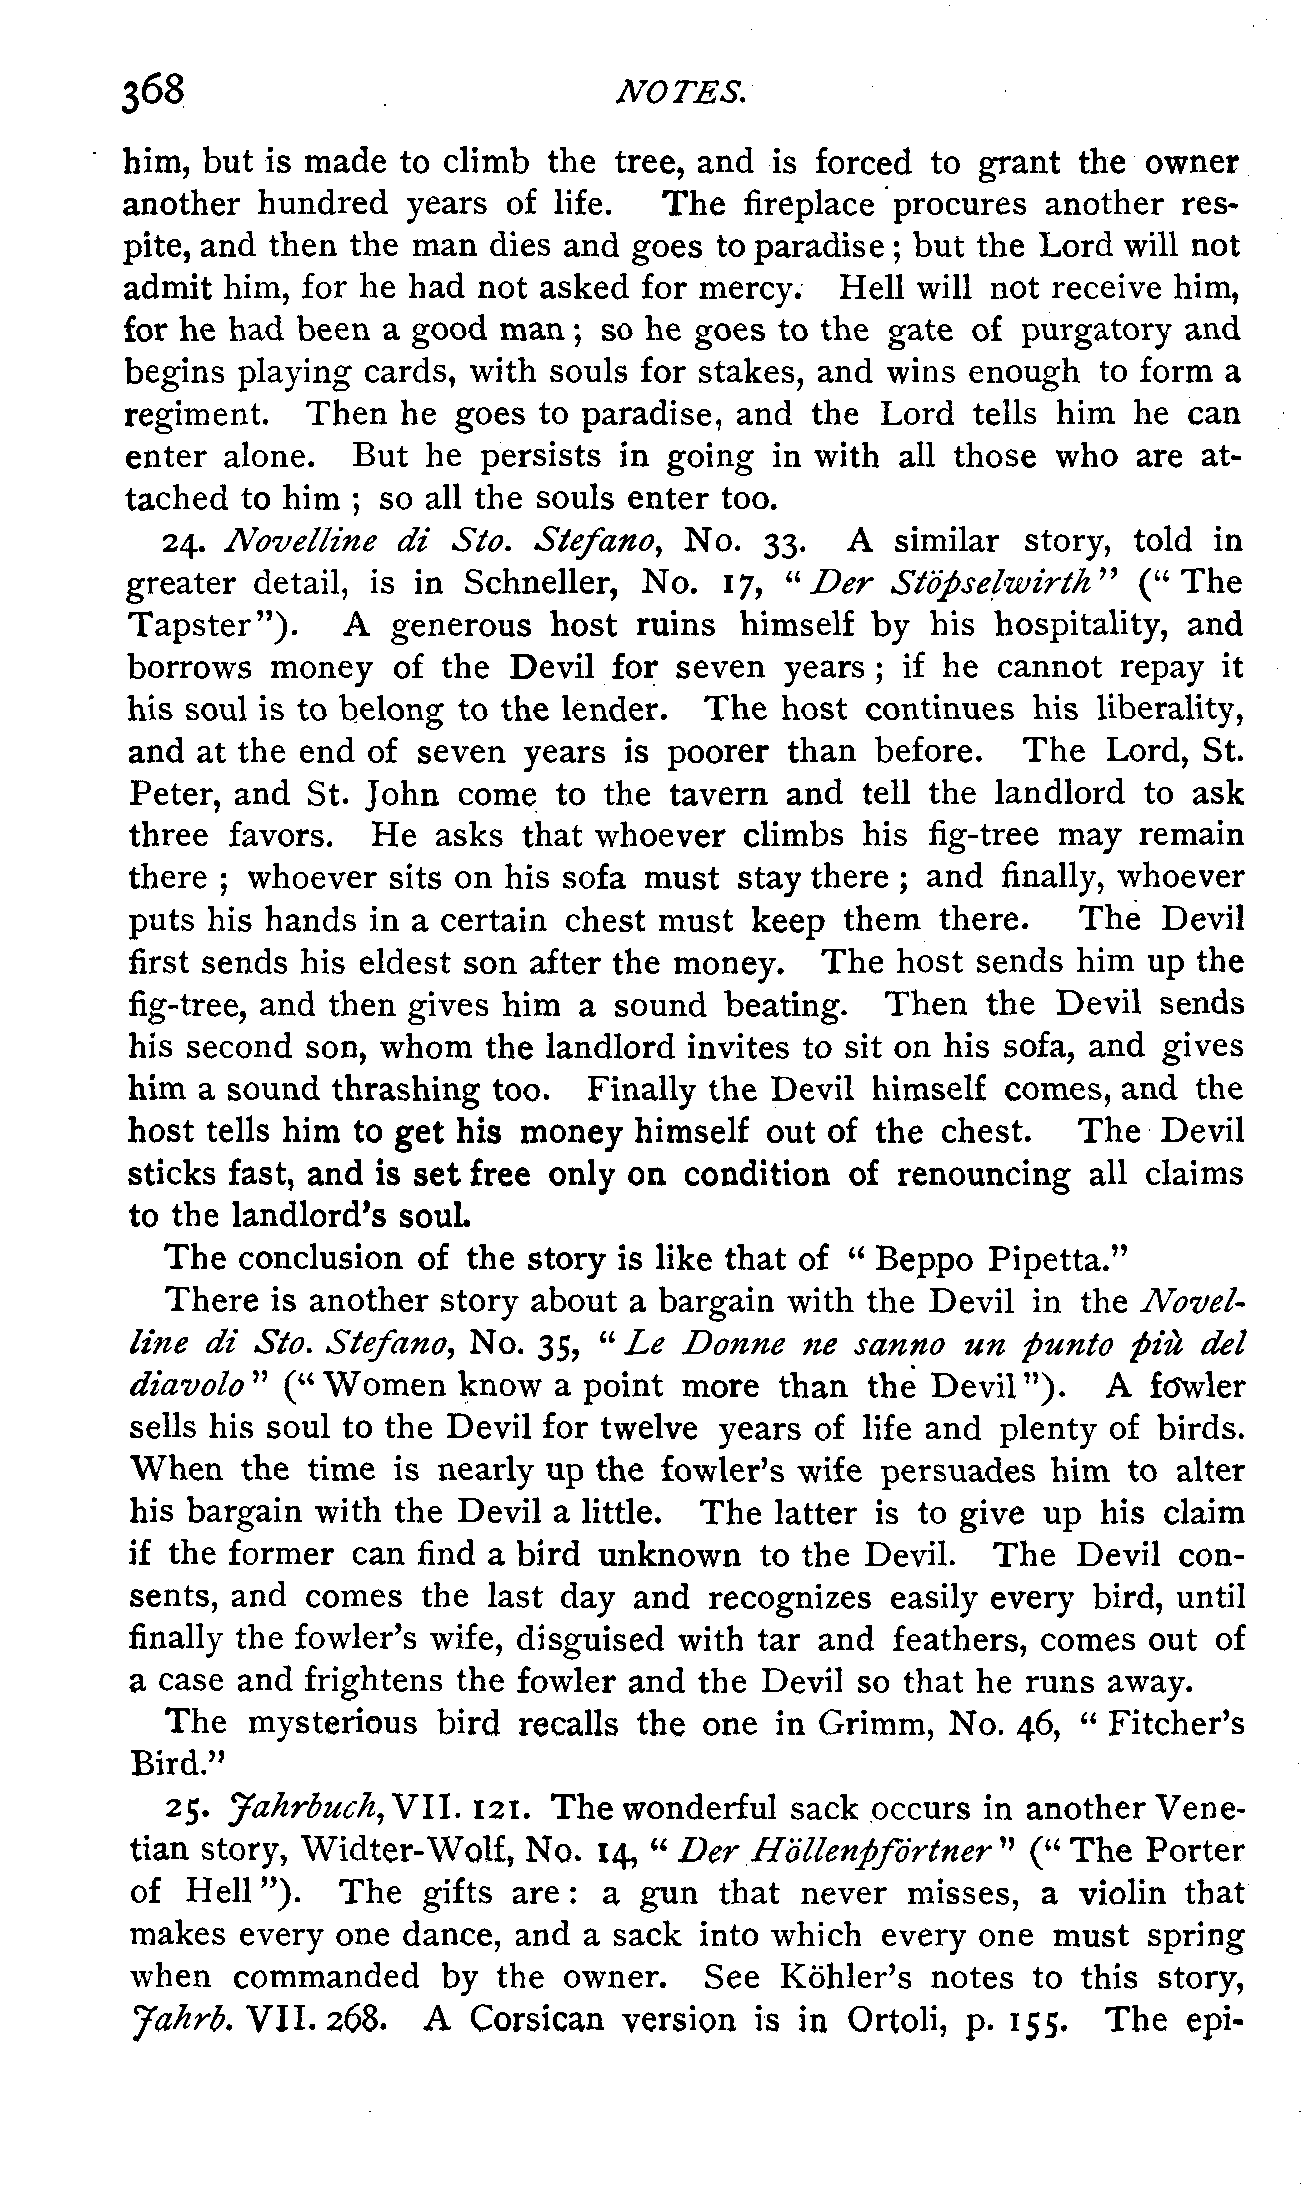 368 NOTES.
him, but is made to climb the tree, and is forced to grant the owner
another hundred years of life. The fireplace procures another res-
pite, and then the man dies and goes to paradise; but the Lord will not
admit him, for he had not asked for mercy. Hell will not receive him,
for he had been a good man; so he goes to the gate of purgatory and
begins playing cards, with souls for stakes, and wins enough to form a
regiment. Then he goes to paradise, and the Lord tells him he can
enter alone. But he persists in going in with all those who are at-
tached to him; so all the souls enter too.
24. Novelline di Sto. Stefano, No. 33. A similar story, told in
greater detail, is in Schneller, No. 17, "Der Stöpselwirth" ("The
Tapster"). A generous host ruins himself by his hospitality, and
borrows money of the Devil for seven years; if he cannot repay it
his soul is to belong to the lender. The host continues his liberality,
and at the end of seven years is poorer than before. The Lord, St.
Peter, and St. John come to the tavern and tell the landlord to ask
three favors. He asks that whoever climbs his fig-tree may remain
there; whoever sits on his sofa must stay there; and finally, whoever
puts his hands in a certain chest must keep them there. The Devil
first sends his eldest son after the money. The host sends him up the
fig-tree, and then gives him a sound beating. Then the Devil sends
his second son, whom the landlord invites to sit on his sofa, and gives
him a sound thrashing too. Finally the Devil himself comes, and the
host tells him to get his money himself out of the chest. The Devil
sticks fast, and is set free only on condition of renouncing all claims
to the landlord's soul.
The conclusion of the story is like that of "Beppo Pipetta."
There is another story about a bargain with the Devil in the Novel-
line di Sto. Stefano, No. 35, "Le Donne ne sanno un punto più del
diavolo" ("Women know a point more than the Devil"). A fowler
sells his soul to the Devil for twelve years of life and plenty of birds.
When the time is nearly up the fowler's wife persuades him to alter
his bargain with the Devil a little. The latter is to give up his claim
if the former can find a bird unknown to the Devil. The Devil con-
sents, and comes the last day and recognizes easily every bird, until
finally the fowler's wife, disguised with tar and feathers, comes out of
a case and frightens the fowler and the Devil so that he runs away.
The mysterious bird recalls the one in Grimm, No. 46, "Fitcher's
Bird."
25. Jahrbuch, VII. 121. The wonderful sack occurs in another Vene-
tian story, Widter-Wolf, No. 14, "Der Höllenpförtner" ("The Porter
of Hell"). The gifts are: a gun that never misses, a violin that
makes every one dance, and a sack into which every one must spring
when commanded by the owner. See Köhler's notes to this story,
Jahrb. VII. 268. A Corsican version is in Ortoli, p. 155. The epi-